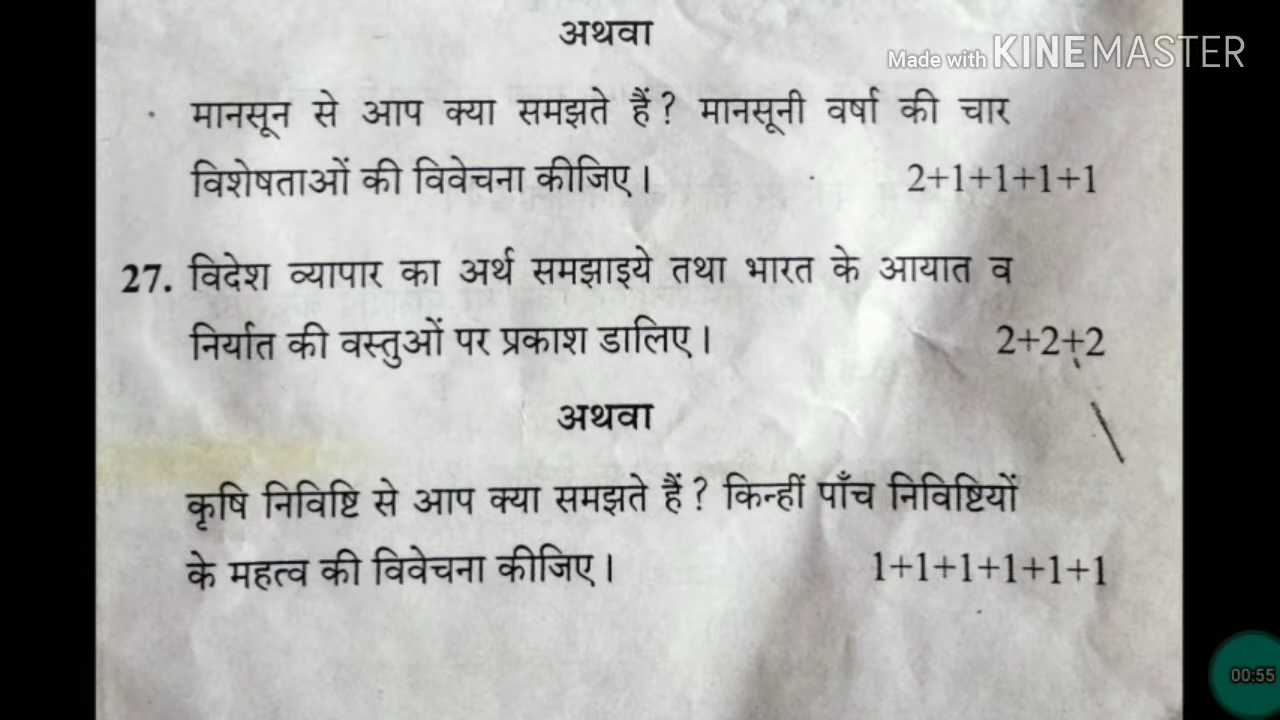 अथवा
Made with KINEMASTER
मानसून से आप क्या समझते हैं? मानसूनी वर्षा की चार
विशेषताओं की विवेचना कीजिए। 2+1+1+1+1
27. विदेश व्यापार का अर्थ समझाइये तथा भारत के आयात व
निर्यात की वस्तुओं पर प्रकाश डालिए। 2+2+2
अथवा
कृषि निविष्टि से आप क्या समझते हैं? किन्हीं पाँच निविष्टियों
के महत्व की विवेचना कीजिए। 1+1+1+1+1+1
00:55